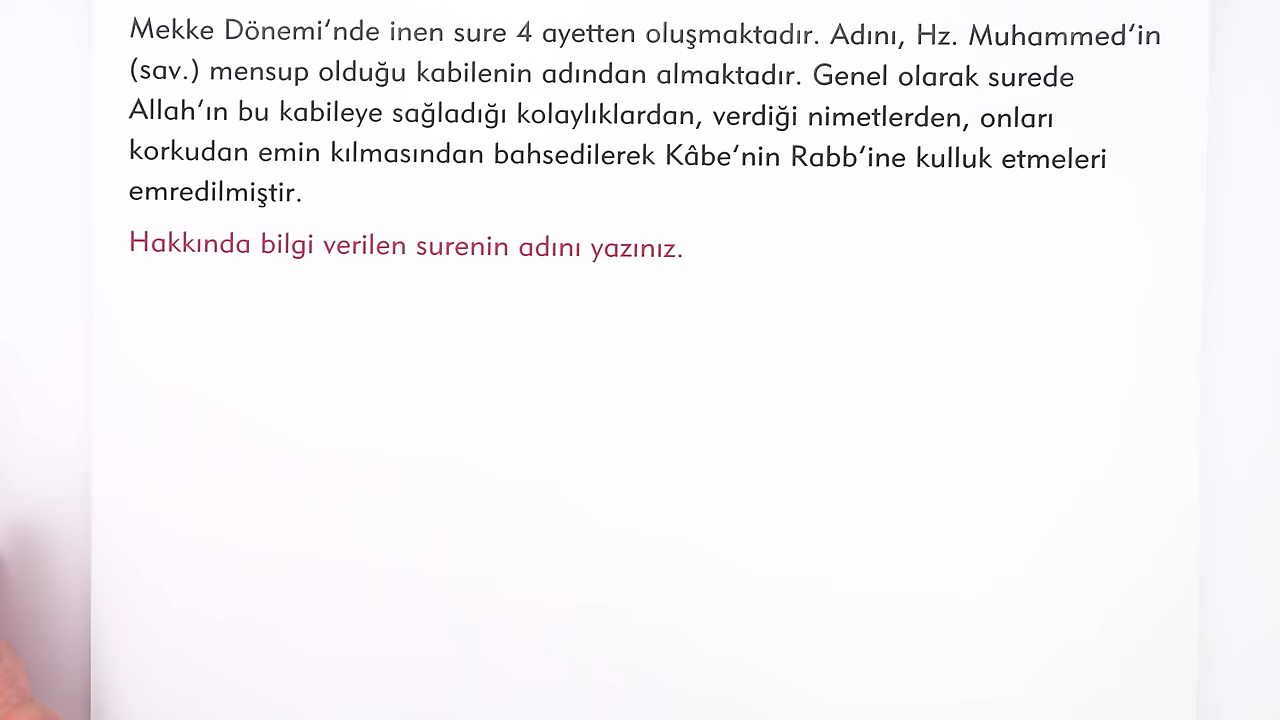 Mekke Dönemi'nde inen sure 4 ayetten oluşmaktadır. Adını, Hz. Muhammed'in
(sav.) mensup olduğu kabilenin adından almaktadır. Genel olarak surede
Allah'ın bu kabileye sağladığı kolaylıklardan, verdiği nimetlerden, onları
korkudan emin kılmasından bahsedilerek Kâbe'nin Rabb'ine kulluk etmeleri
emredilmiştir.
Hakkında bilgi verilen surenin adını yazınız.